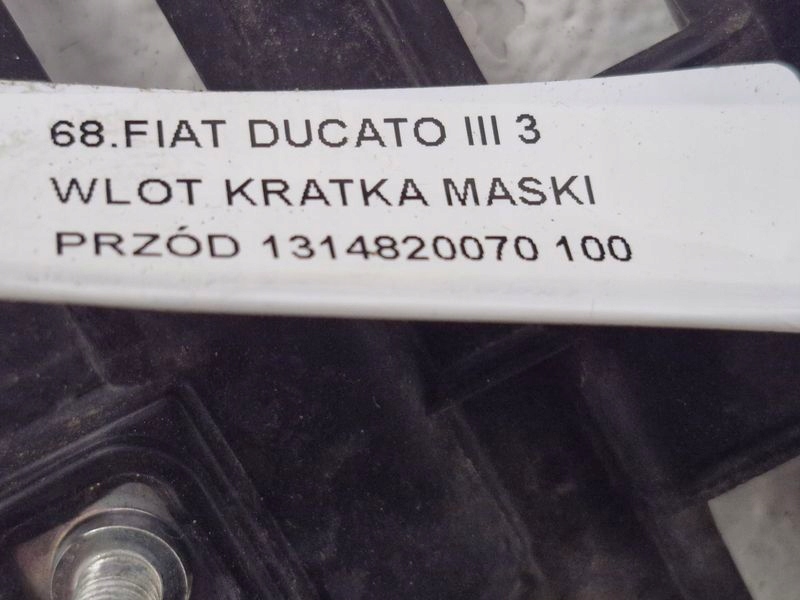 68.FIAT DUCATO III 3
WLOT KRATKA MASKI
PRZÓD 1314820070 100